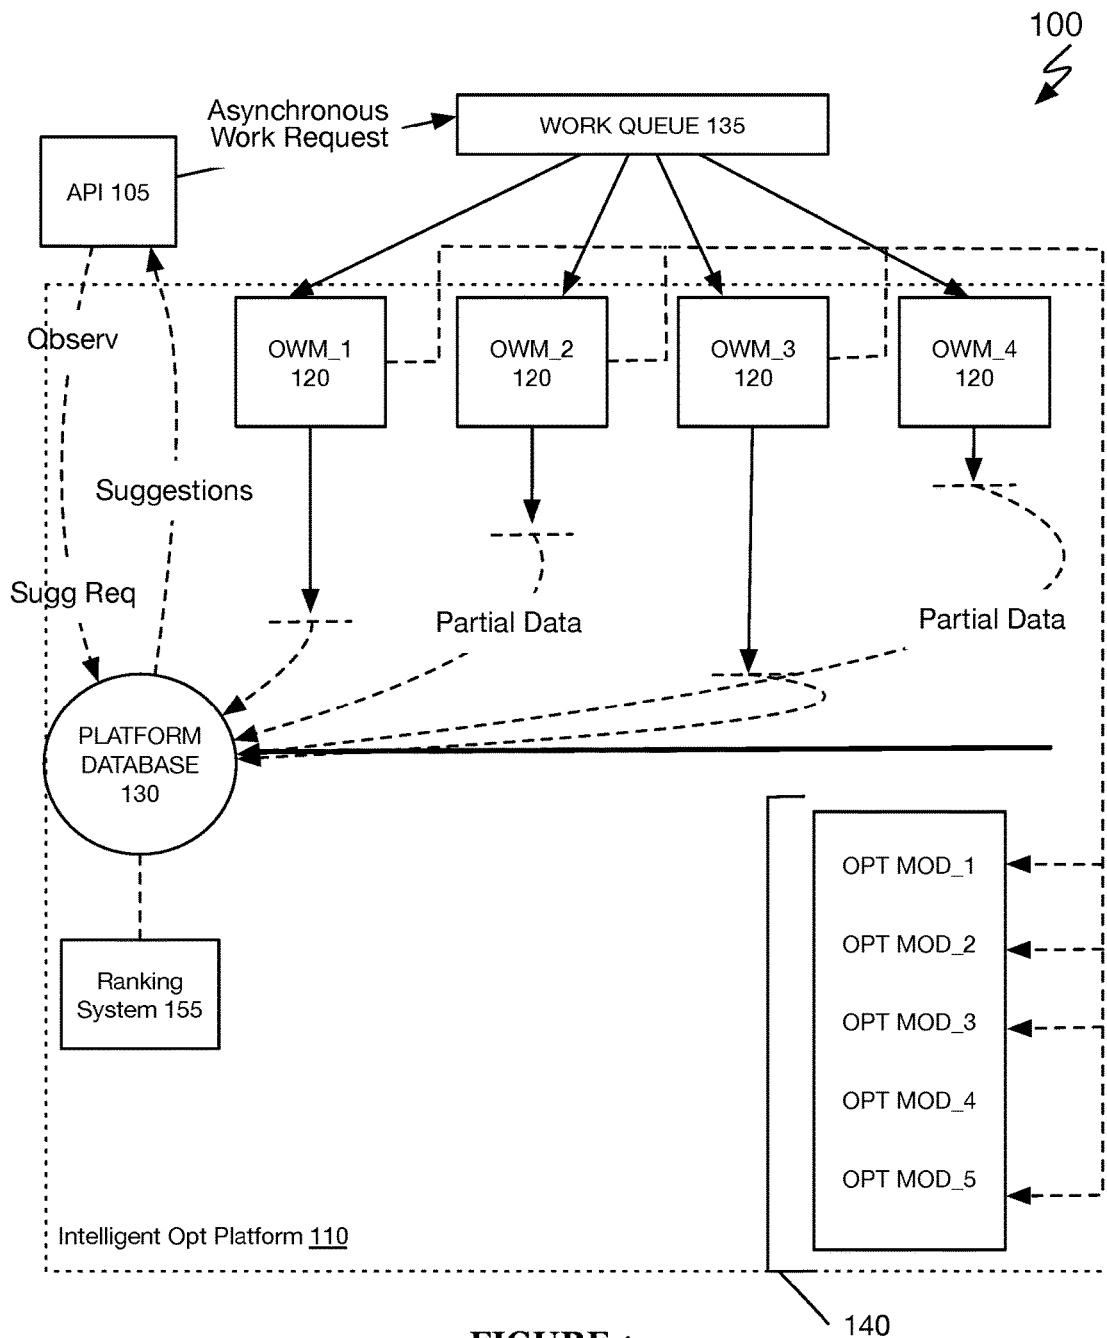 100
Asynchronous
Work Request
WORK QUEUE 135
API 105
Observ
OWM_1
120
OWM_2
120
OWM_3
120
OWM_4
120
Suggestions
Sugg Req
Partial Data
Partial Data
PLATFORM
DATABASE
130
OPT MOD_1
OPT MOD_2
OPT MOD_3
OPT MOD_4
OPT MOD_5
Ranking
System 155
Intelligent Opt Platform 110
140
FIGURE